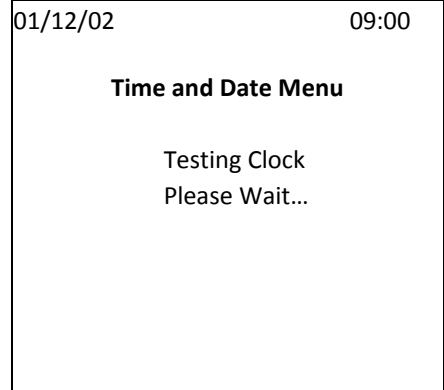 01/12/02 09:00
Time and Date Menu
Testing Clock
Please Wait…